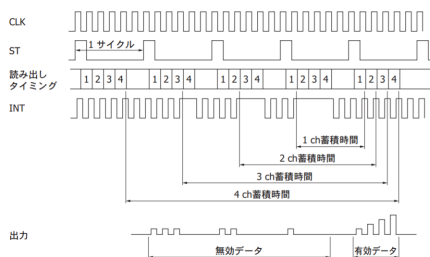 CLK
ST
1 サイクル
読み出し
タイミング
1 2 3 4 1 2 3 4 1 2 3 4 1 2 3 4 1 2 3 4
INT
1 ch蓄積時間
2 ch蓄積時間
3 ch蓄積時間
4 ch蓄積時間
出力
無効データ
有効データ